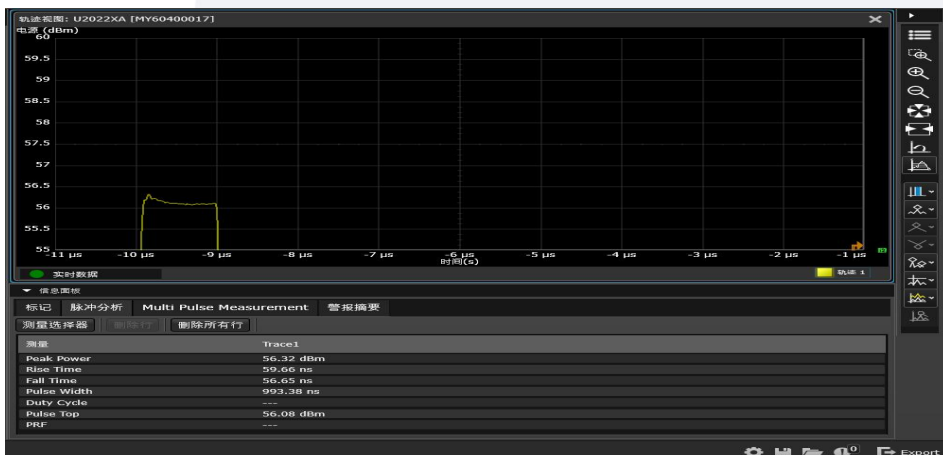 轨迹视图: U2022XA [MY60400017]
电源 (dBm)
60
59.5
59
58.5
58
57.5
57
56.5
56
55.5
55
-11 µs -10 µs -9 µs -8 µs -7 µs -6 µs -5 µs -4 µs -3 µs -2 µs -1 µs
时间(s)
实时数据 轨迹 1
信息面板
标记 脉冲分析 Multi Pulse Measurement 警报摘要
测量选择器 删除行 删除所有行
测量 Trace1
Peak Power 56.32 dBm
Rise Time 59.66 ns
Fall Time 56.65 ns
Pulse Width 993.38 ns
Duty Cycle ---
Pulse Top 56.08 dBm
PRF ---
0 Export